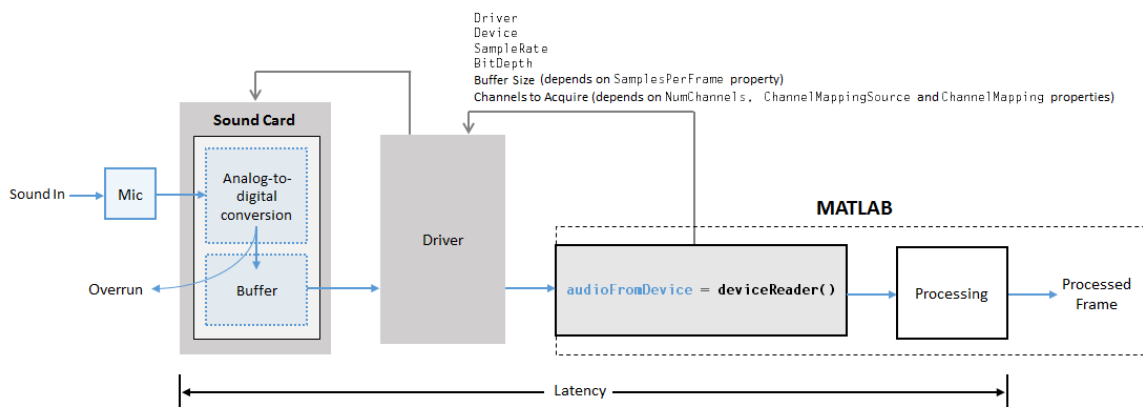 Driver
Device
SampleRate
BitDepth
Buffer Size (depends on SamplesPerFrame property)
Channels to Acquire (depends on NumChannels, ChannelMappingSource and ChannelMapping properties)
Sound Card
Sound In
Mic
Analog-to-
digital
conversion
Overrun
Buffer
Driver
MATLAB
audioFromDevice = deviceReader()
Processing
Processed
Frame
Latency